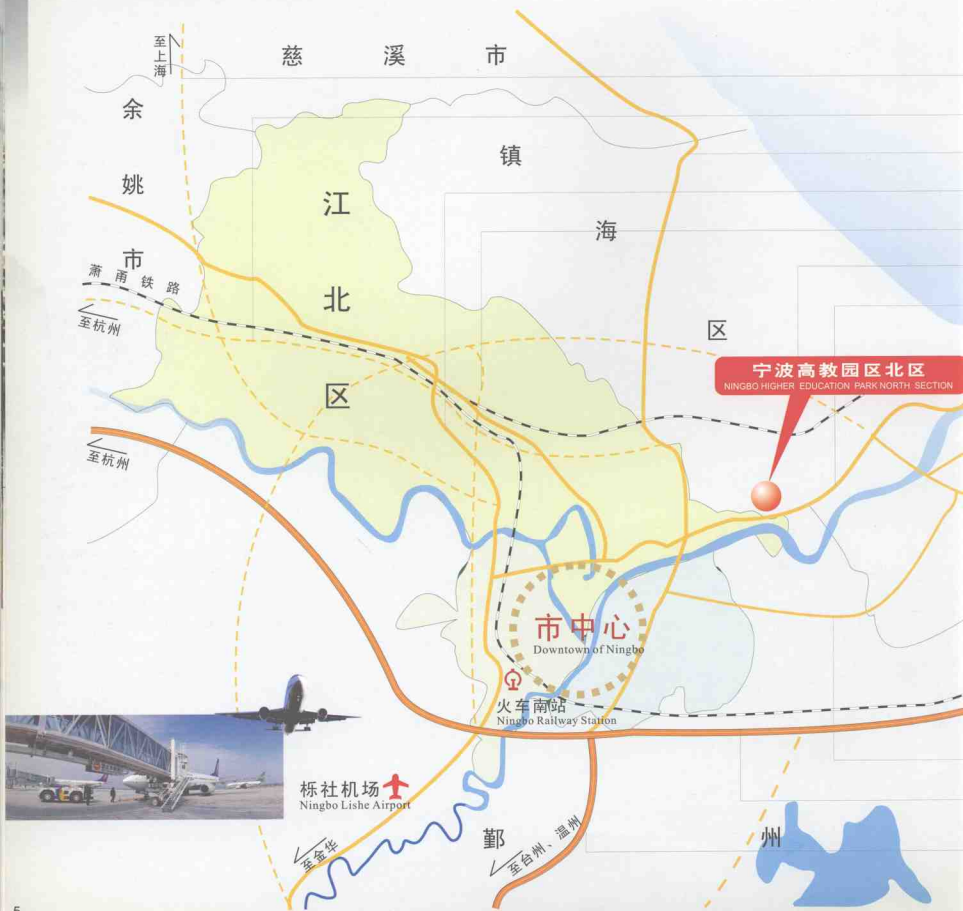 至上海
慈溪市
余姚市
镇海区
江北区
萧甬铁路
至杭州
宁波高教园区北区
NINGBO HIGHER EDUCATION PARK NORTH SECTION
至杭州
市中心
Downtown of Ningbo
火车南站
Ningbo Railway Station
栎社机场
Ningbo Lishe Airport
至金华
至台州、温州
鄞州
5